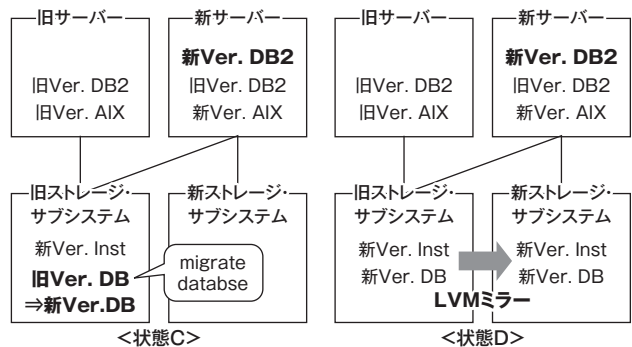 旧サーバー
旧Ver. DB2
旧Ver. AIX
新サーバー
新Ver. DB2
旧Ver. DB2
新Ver. AIX
旧ストレージ・
サブシステム
新Ver. Inst
旧Ver. DB
⇒新Ver.DB
migrate
databse
新ストレージ・
サブシステム
<状態C>
旧サーバー
旧Ver. DB2
旧Ver. AIX
新サーバー
新Ver. DB2
旧Ver. DB2
新Ver. AIX
旧ストレージ・
サブシステム
新Ver. Inst
新Ver. DB
LVMミラー
新ストレージ・
サブシステム
新Ver. Inst
新Ver. DB
<状態D>